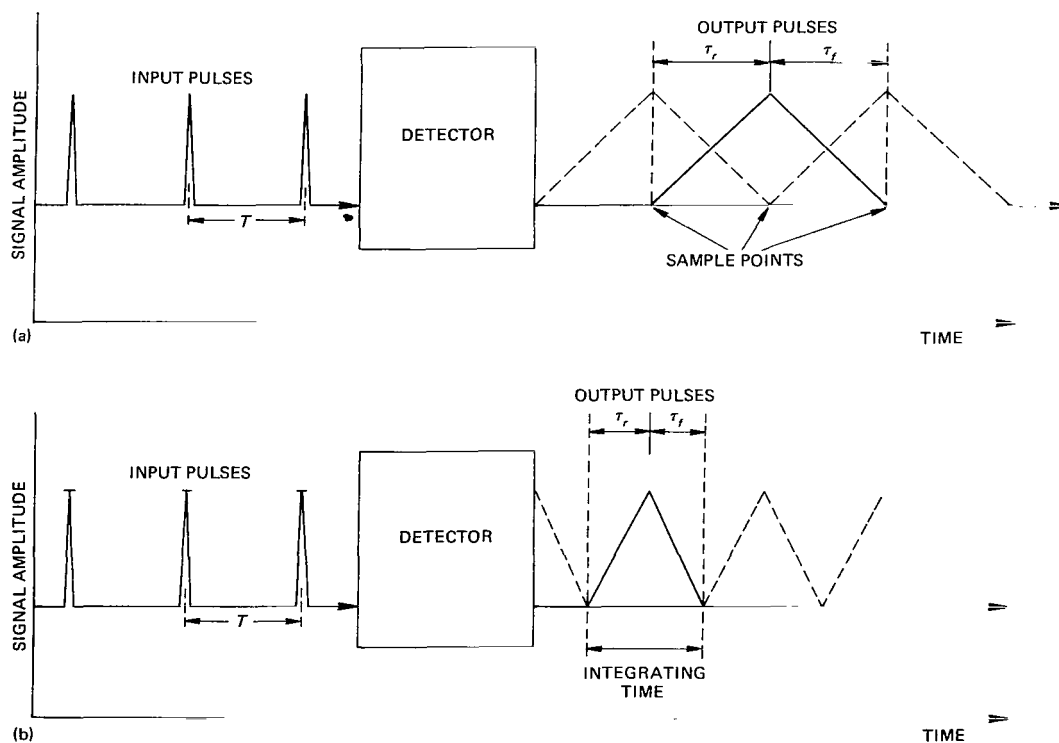 OUTPUT PULSES
τr
τf
INPUT PULSES
DETECTOR
SIGNAL AMPLITUDE
T
SAMPLE POINTS
(a)
TIME
OUTPUT PULSES
τr
τf
INPUT PULSES
DETECTOR
SIGNAL AMPLITUDE
T
INTEGRATING
TIME
(b)
TIME